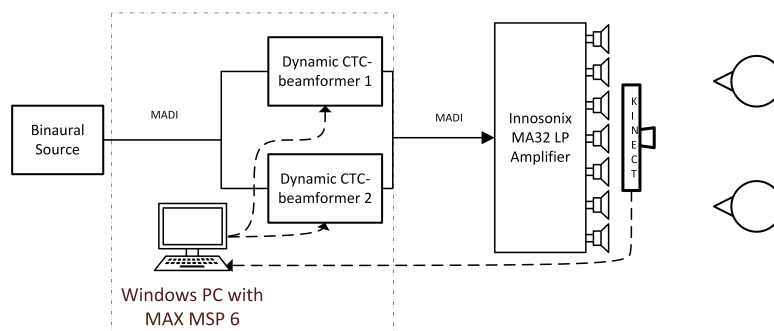 Binaural
Source
MADI
Dynamic CTC-
beamformer 1
Dynamic CTC-
beamformer 2
MADI
Innosonix
MA32 LP
Amplifier
KINECT
Windows PC with
MAX MSP 6